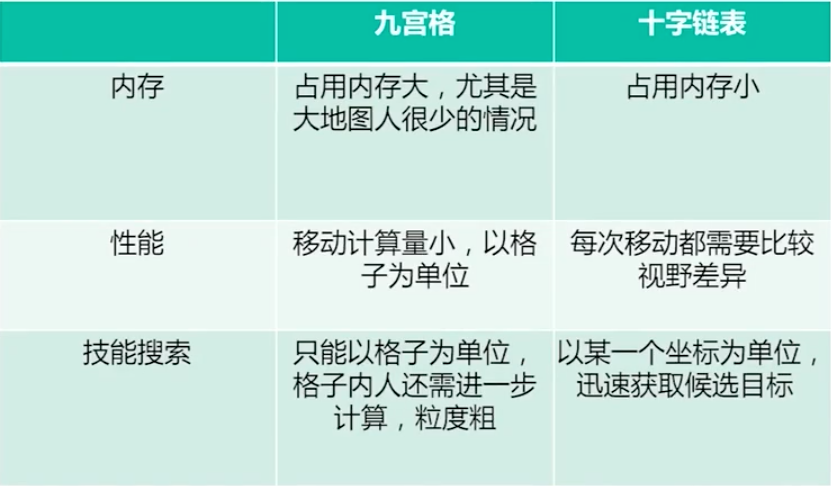 九宫格
十字链表
内存
占用内存大，尤其是
大地图人很少的情况
占用内存小
性能
移动计算量小，以格
子为单位
每次移动都需要比较
视野差异
技能搜索
只能以格子为单位，
格子内人还需进一步
计算，粒度粗
以某一个坐标为单位，
迅速获取候选目标